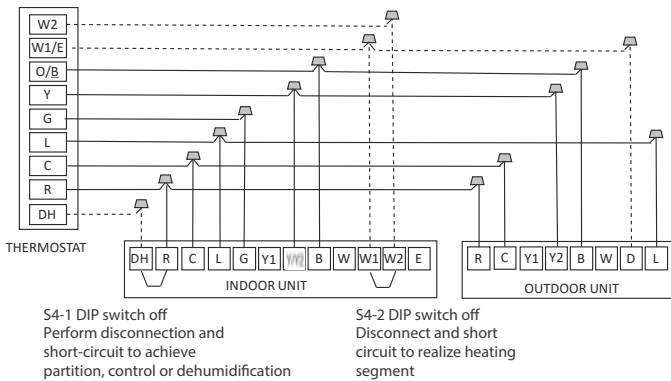 W2
W1/E
O/B
Y
G
L
C
R
DH
THERMOSTAT
DH R C L G Y1 Y/Y2 B W W1 W2 E
R C Y1 Y2 B W D L
INDOOR UNIT
OUTDOOR UNIT
S4-1 DIP switch off
Perform disconnection and
short-circuit to achieve
partition, control or dehumidification
S4-2 DIP switch off
Disconnect and short
circuit to realize heating
segment